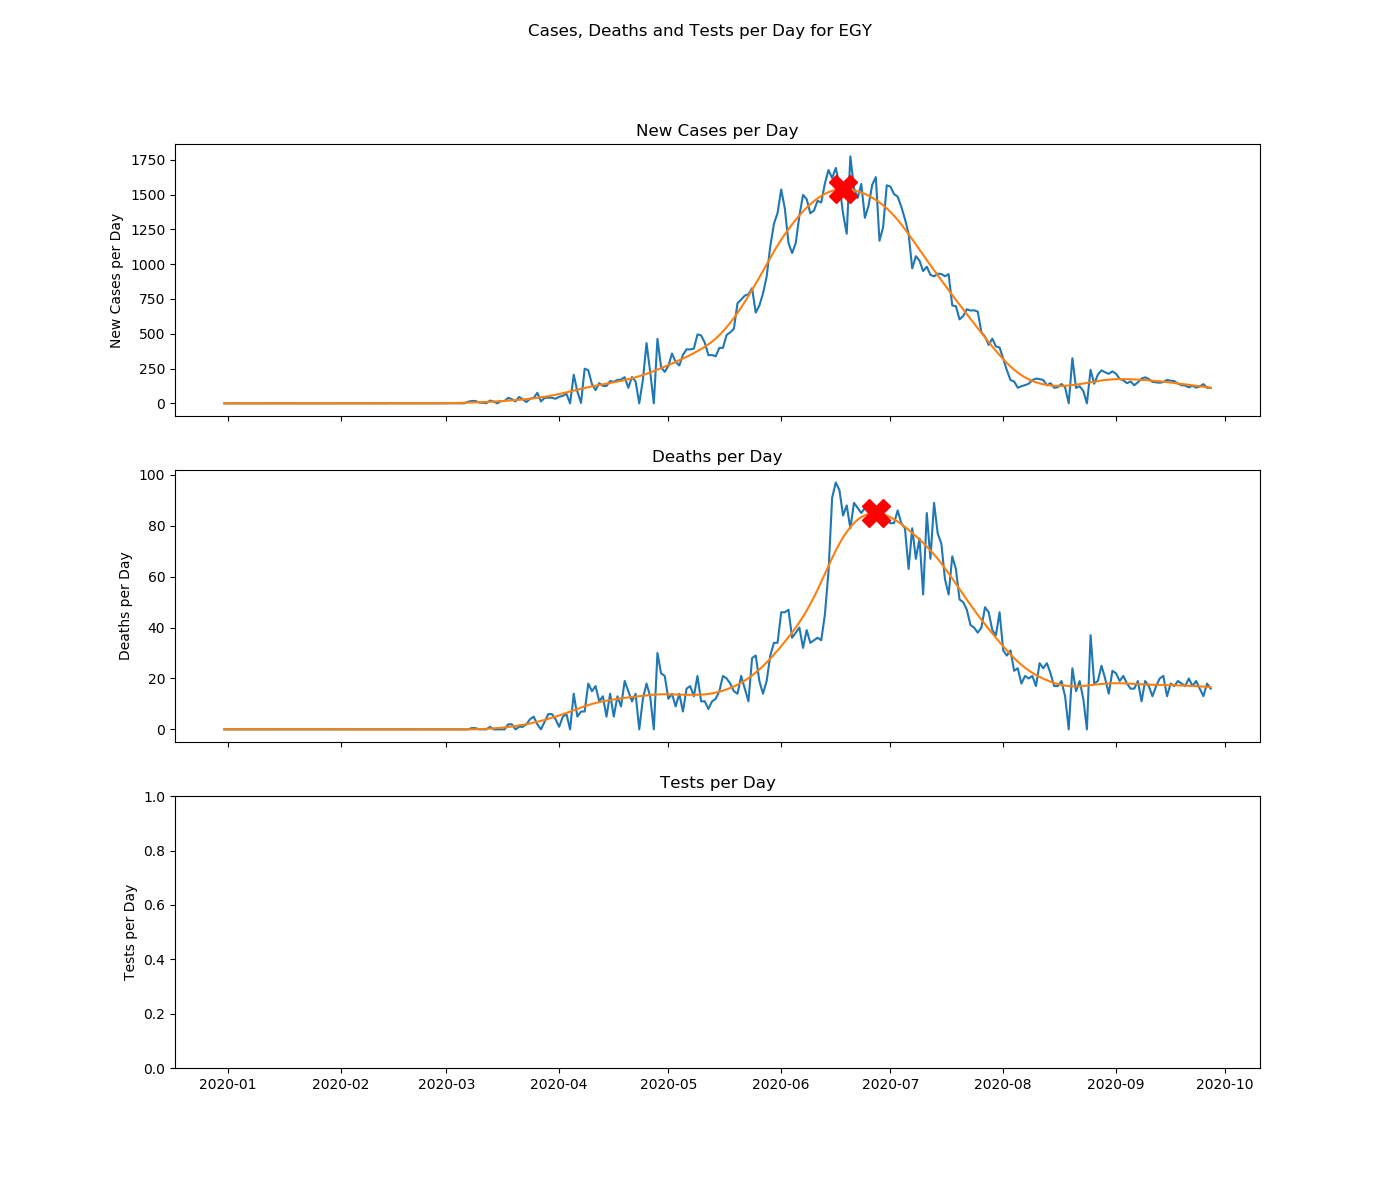 Cases, Deaths and Tests per Day for EGY
New Cases per Day
New Cases per Day
1750
1500
1250
1000
750
500
250
0
Deaths per Day
Deaths per Day
100
80
60
40
20
0
Tests per Day
Tests per Day
1.0
0.8
0.6
0.4
0.2
0.0
2020-01 2020-02 2020-03 2020-04 2020-05 2020-06 2020-07 2020-08 2020-09 2020-10